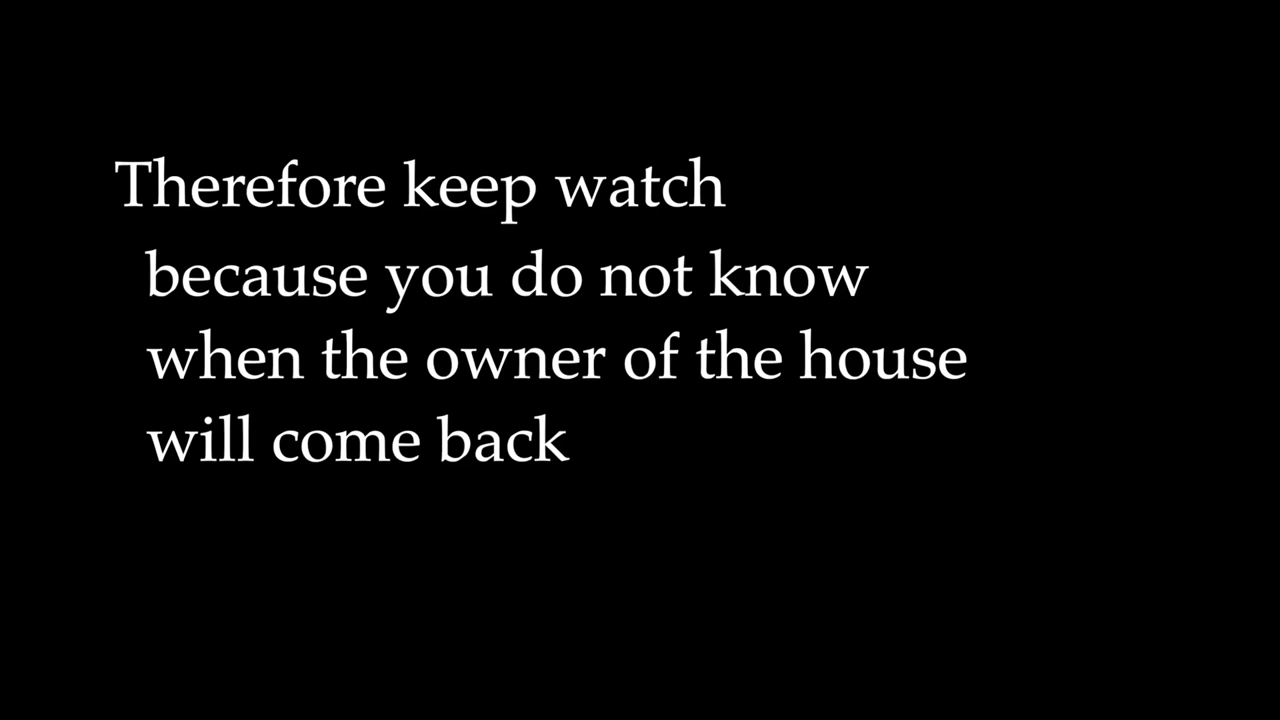 Therefore keep watch
because you do not know
when the owner of the house
will come back